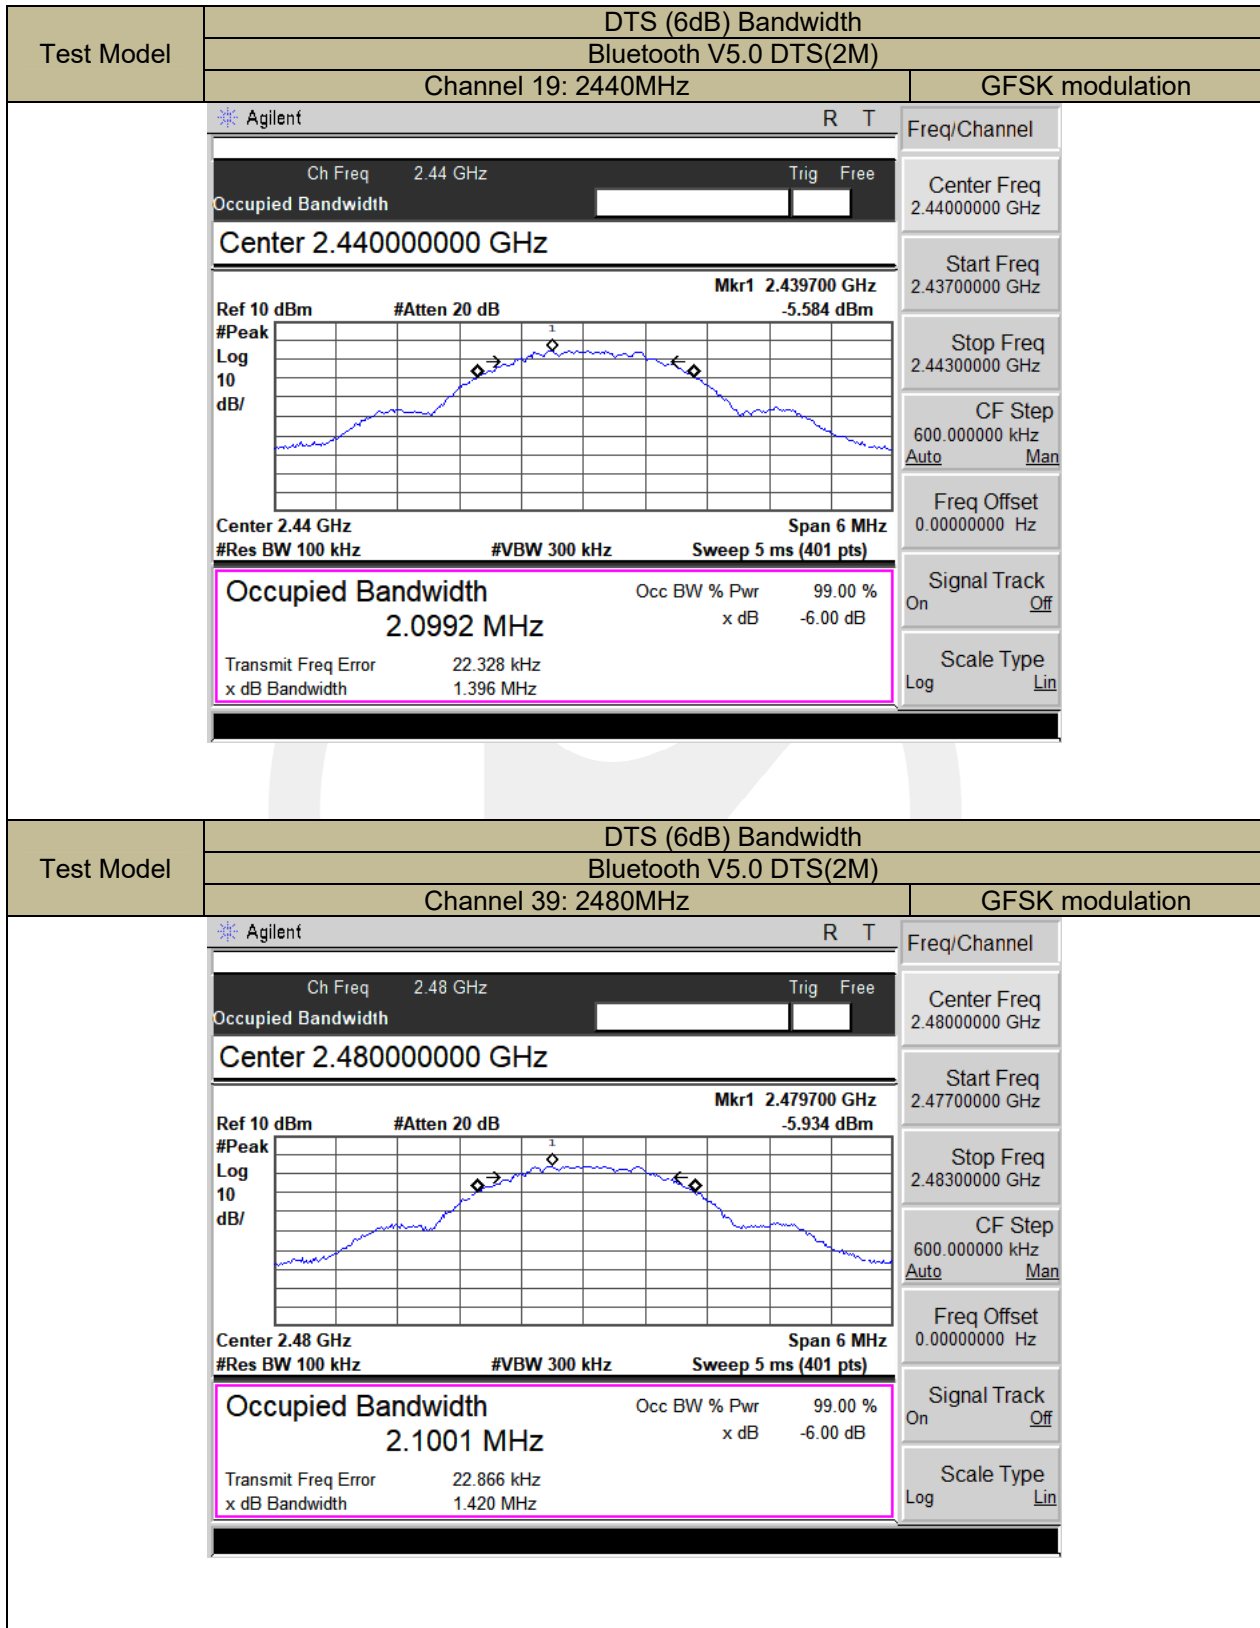 DTS (6dB) Bandwidth
Test Model
Bluetooth V5.0 DTS(2M)
Channel 19: 2440MHz GFSK modulation
Agilent R T
Freq/Channel
Ch Freq 2.44 GHz Trig Free
Occupied Bandwidth
Center Freq
2.44000000 GHz
Center 2.440000000 GHz
Start Freq
2.43700000 GHz
Mkr1 2.439700 GHz
Ref 10 dBm #Atten 20 dB -5.584 dBm
#Peak
Log
10
dB/
1
Stop Freq
2.44300000 GHz
CF Step
600.000000 kHz
Auto Man
Freq Offset
0.00000000 Hz
Center 2.44 GHz Span 6 MHz
#Res BW 100 kHz #VBW 300 kHz Sweep 5 ms (401 pts)
Occupied Bandwidth Occ BW % Pwr 99.00 %
2.0992 MHz x dB -6.00 dB
Signal Track
On Off
Transmit Freq Error 22.328 kHz
x dB Bandwidth 1.396 MHz
Scale Type
Log Lin
DTS (6dB) Bandwidth
Test Model
Bluetooth V5.0 DTS(2M)
Channel 39: 2480MHz GFSK modulation
Agilent R T
Freq/Channel
Ch Freq 2.48 GHz Trig Free
Occupied Bandwidth
Center Freq
2.48000000 GHz
Center 2.480000000 GHz
Start Freq
2.47700000 GHz
Mkr1 2.479700 GHz
Ref 10 dBm #Atten 20 dB -5.934 dBm
#Peak
Log
10
dB/
1
Stop Freq
2.48300000 GHz
CF Step
600.000000 kHz
Auto Man
Freq Offset
0.00000000 Hz
Center 2.48 GHz Span 6 MHz
#Res BW 100 kHz #VBW 300 kHz Sweep 5 ms (401 pts)
Occupied Bandwidth Occ BW % Pwr 99.00 %
2.1001 MHz x dB -6.00 dB
Signal Track
On Off
Transmit Freq Error 22.866 kHz
x dB Bandwidth 1.420 MHz
Scale Type
Log Lin